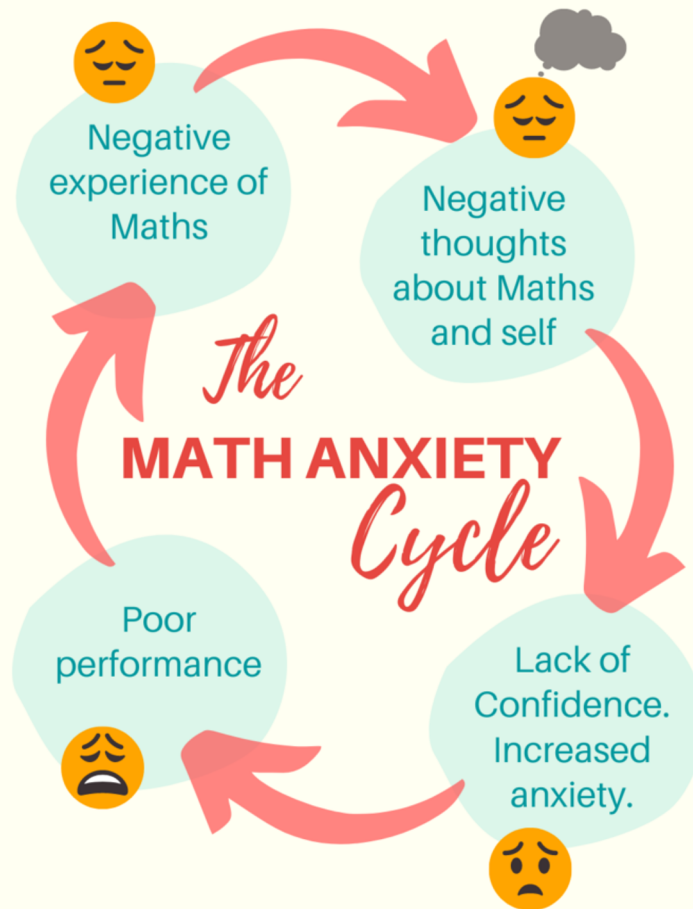 Negative
experience of
Maths
Negative
thoughts
about Maths
and self
The
MATH ANXIETY
Cycle
Lack of
Confidence.
Increased
anxiety.
Poor
performance